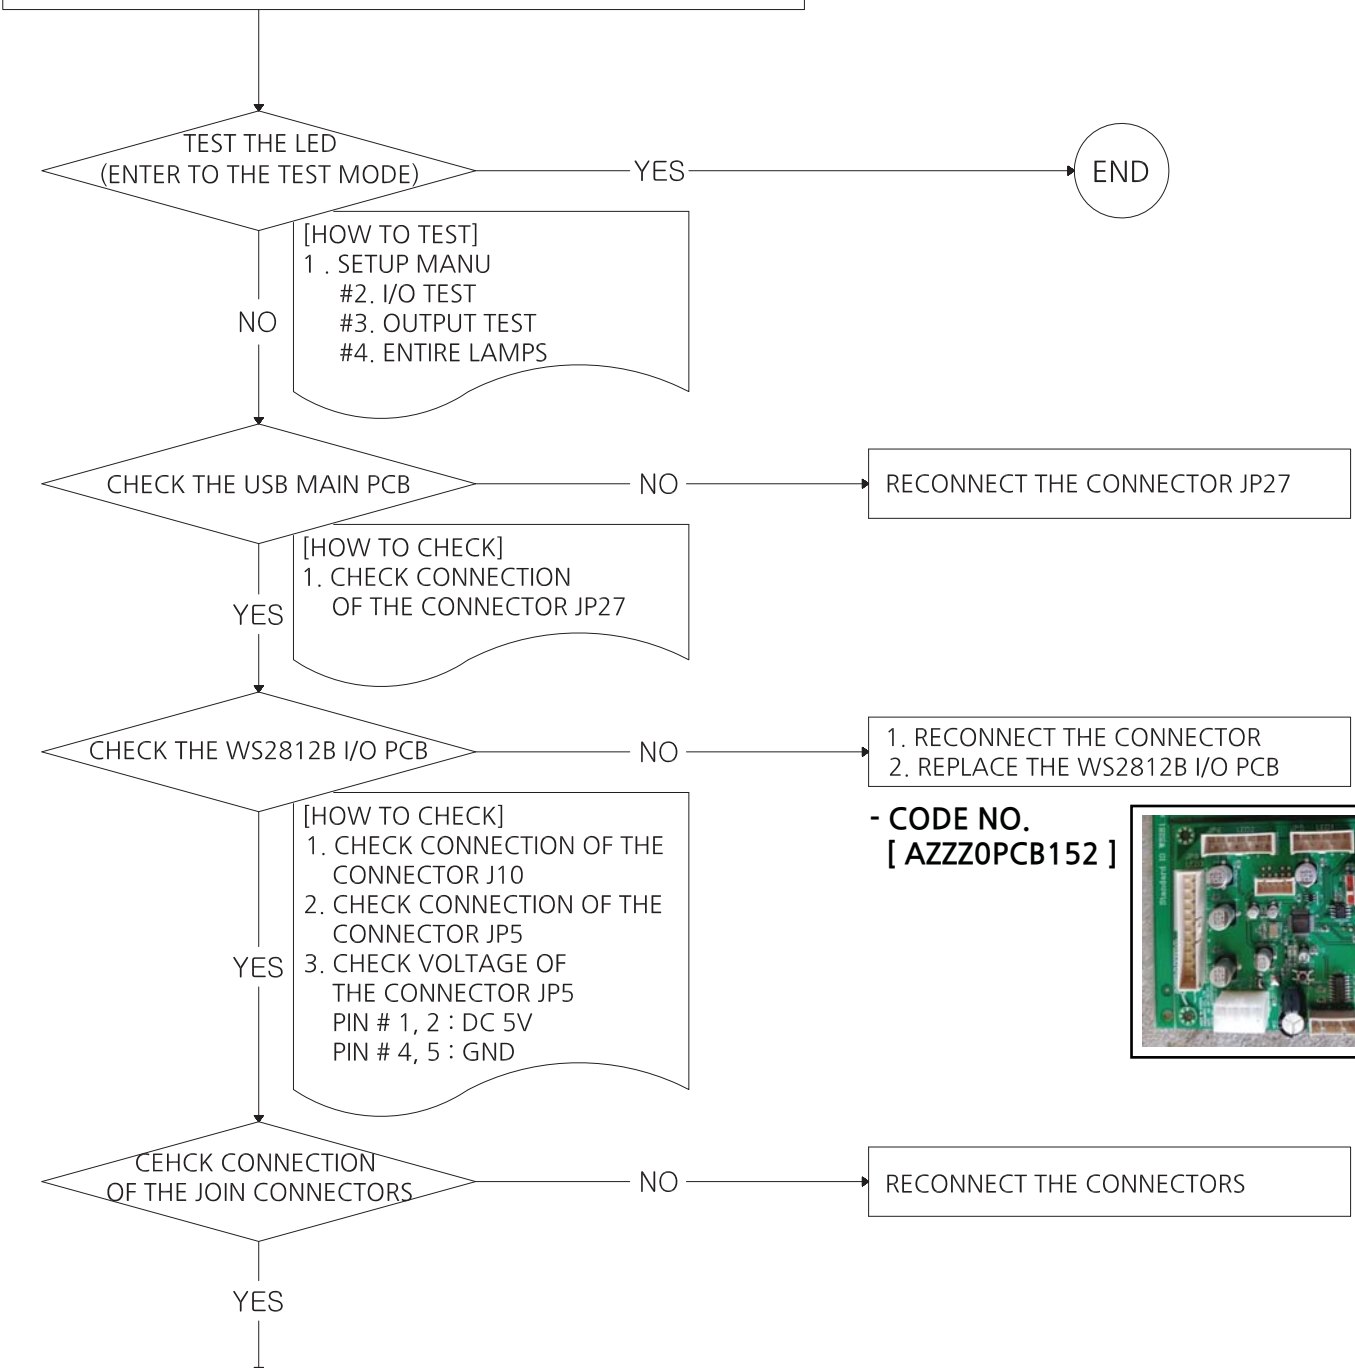 TEST THE LED
(ENTER TO THE TEST MODE)
YES
END
[HOW TO TEST]
1 . SETUP MANU
#2. I/O TEST
#3. OUTPUT TEST
#4. ENTIRE LAMPS
NO
CHECK THE USB MAIN PCB
NO
RECONNECT THE CONNECTOR JP27
[HOW TO CHECK]
1. CHECK CONNECTION
OF THE CONNECTOR JP27
YES
CHECK THE WS2812B I/O PCB
NO
1. RECONNECT THE CONNECTOR
2. REPLACE THE WS2812B I/O PCB
- CODE NO.
[ AZZZ0PCB152 ]
[HOW TO CHECK]
1. CHECK CONNECTION OF THE
CONNECTOR J10
2. CHECK CONNECTION OF THE
CONNECTOR JP5
3. CHECK VOLTAGE OF
THE CONNECTOR JP5
PIN # 1, 2 : DC 5V
PIN # 4, 5 : GND
YES
CEHCK CONNECTION
OF THE JOIN CONNECTORS
NO
RECONNECT THE CONNECTORS
YES
Standard IO